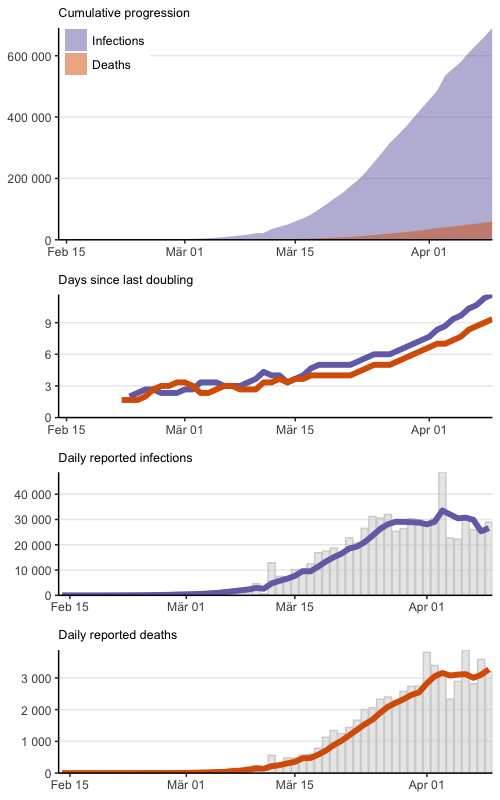 Cumulative progression
Infections
Deaths
600 000
400 000
200 000
0
Feb 15 Mär 01 Mär 15 Apr 01
Days since last doubling
9
6
3
0
Feb 15 Mär 01 Mär 15 Apr 01
Daily reported infections
40 000
30 000
20 000
10 000
0
Feb 15 Mär 01 Mär 15 Apr 01
Daily reported deaths
3 000
2 000
1 000
0
Feb 15 Mär 01 Mär 15 Apr 01